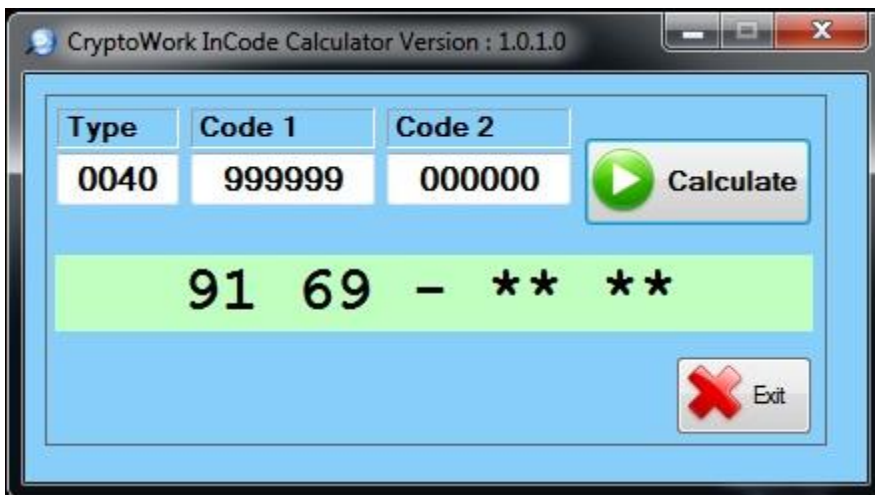 CryptoWork InCode Calculator Version : 1.0.1.0
Type Code 1 Code 2
0040 999999 000000 Calculate
91 69 - ** **
Exit